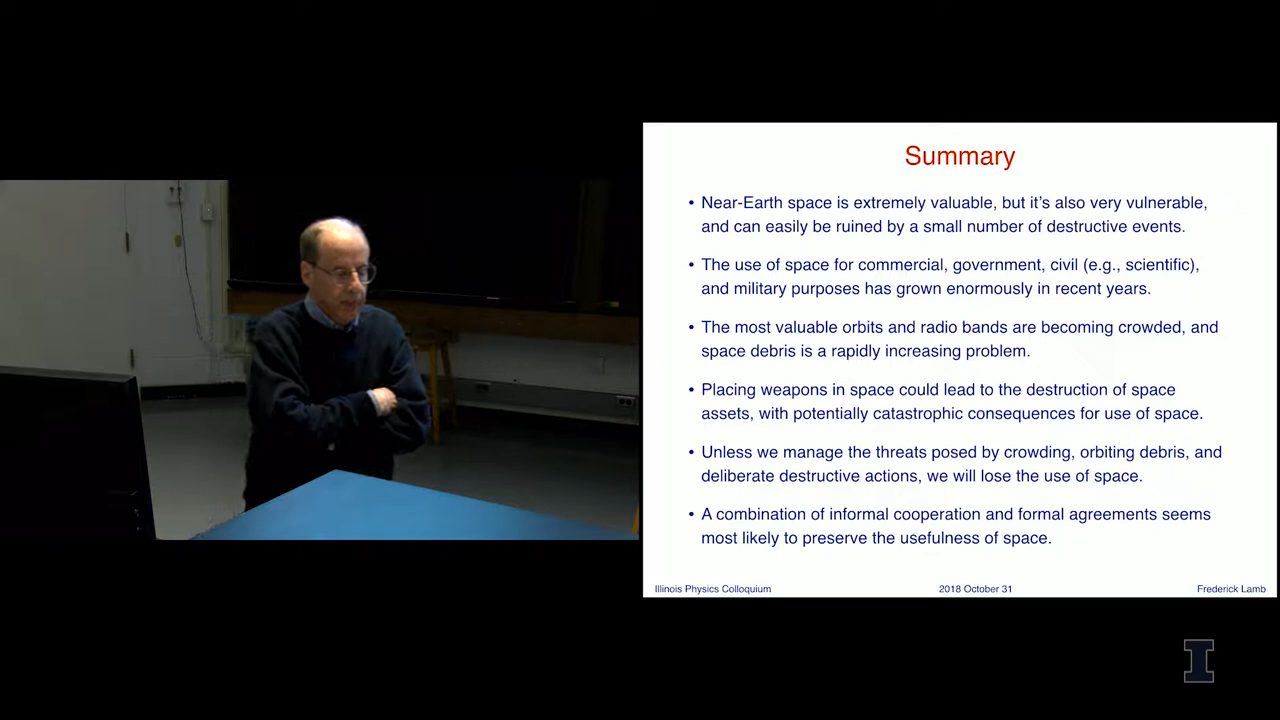 Summary
• Near-Earth space is extremely valuable, but it’s also very vulnerable,
and can easily be ruined by a small number of destructive events.
• The use of space for commercial, government, civil (e.g., scientific),
and military purposes has grown enormously in recent years.
• The most valuable orbits and radio bands are becoming crowded, and
space debris is a rapidly increasing problem.
• Placing weapons in space could lead to the destruction of space
assets, with potentially catastrophic consequences for use of space.
• Unless we manage the threats posed by crowding, orbiting debris, and
deliberate destructive actions, we will lose the use of space.
• A combination of informal cooperation and formal agreements seems
most likely to preserve the usefulness of space.
Illinois Physics Colloquium
2018 October 31
Frederick Lamb
I